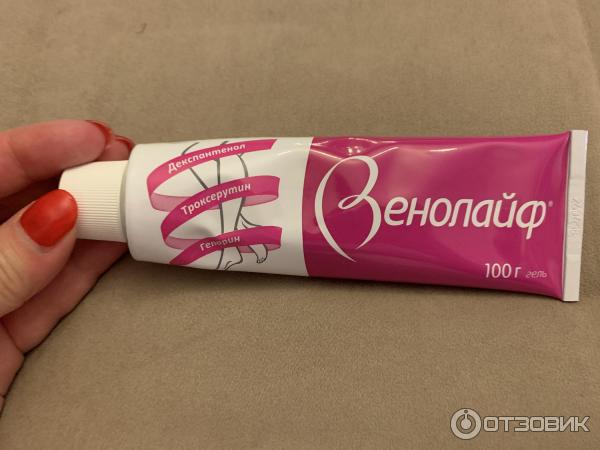 Декспантенол
Троксерутин
Гепарин
Венолайф®
100 г гель
ОТЗОВИК